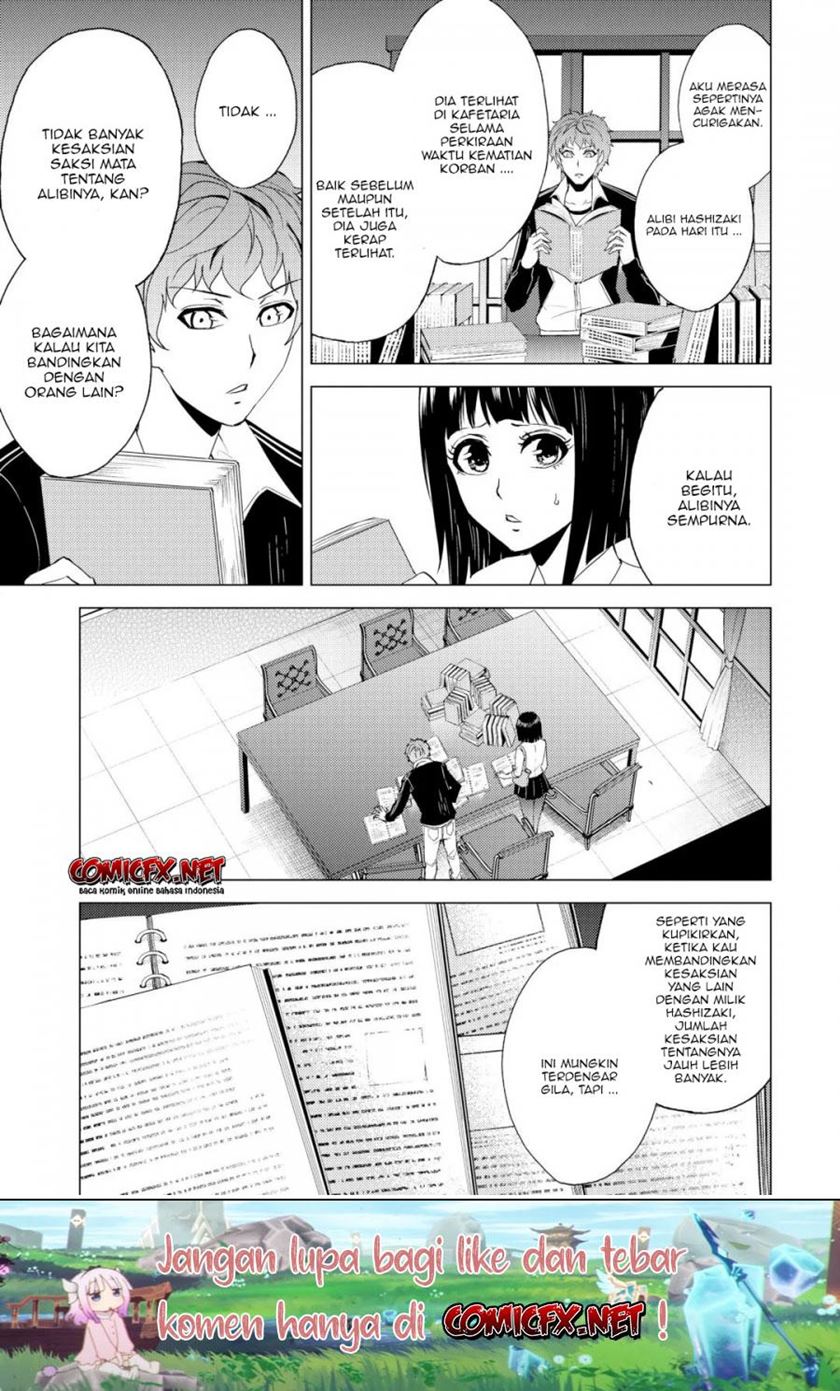 AKU MERASA
SEPERTINYA
AGAK MEN-
CURIGAKAN.
ALIBI HASHIZAKI
PADA HARI ITU ...
DIA TERLIHAT
DI KAFETARIA
SELAMA
PERKIRAAN
WAKTU KEMATIAN
KORBAN ....
BAIK SEBELUM
MAUPUN
SETELAH ITU,
DIA JUGA
KERAP
TERLIHAT.
KALAU
BEGITU,
ALIBINYA
SEMPURNA.
TIDAK ...
TIDAK BANYAK
KESAKSIAN
SAKSI MATA
TENTANG
ALIBINYA, KAN?
BAGAIMANA
KALAU KITA
BANDINGKAN
DENGAN
ORANG LAIN?
COMICFX.NET
Baca Komik Online Bahasa Indonesia
SEPERTI YANG
KUPIKIRKAN,
KETIKA KAU
MEMBANDINGKAN
KESAKSIAN
YANG LAIN
DENGAN MILIK
HASHIZAKI,
JUMLAH
KESAKSIAN
TENTANGNYA
JAUH LEBIH
BANYAK.
INI MUNGKIN
TERDENGAR
GILA, TAPI ...
Jangan lupa bagi like dan tebar
komen hanya di COMICFX.NET !